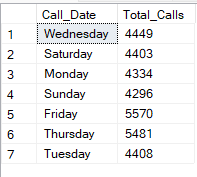 Call_Date Total_Calls
1 Wednesday 4449
2 Saturday 4403
3 Monday 4334
4 Sunday 4296
5 Friday 5570
6 Thursday 5481
7 Tuesday 4408